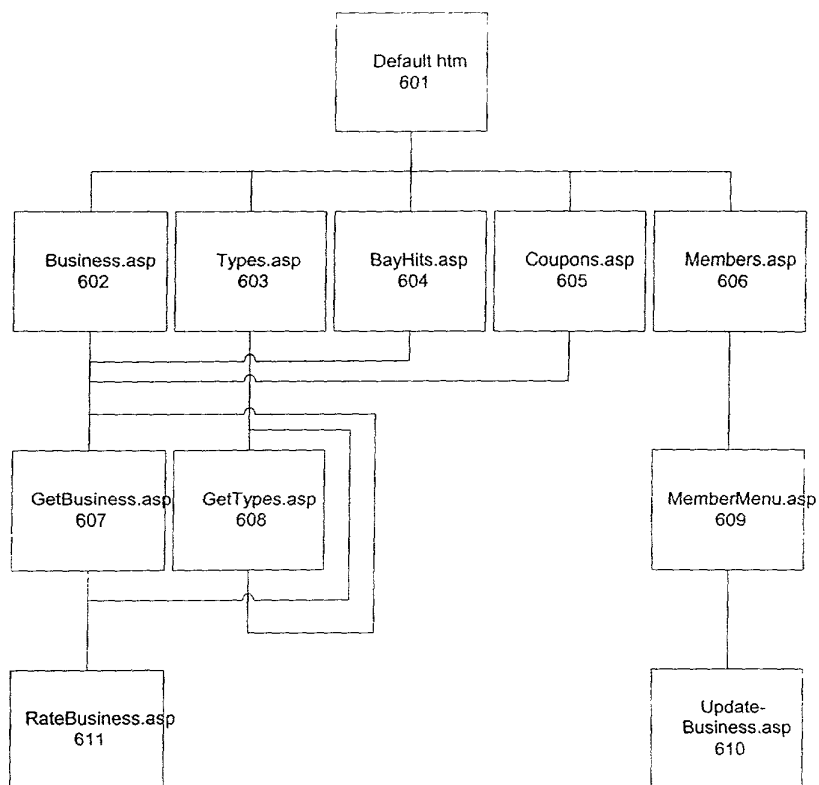 Default htm
601
Business.asp
602
Types.asp
603
BayHits.asp
604
Coupons.asp
605
Members.asp
606
GetBusiness.asp
607
GetTypes.asp
608
MemberMenu.asp
609
RateBusiness.asp
611
Update-
Business.asp
610